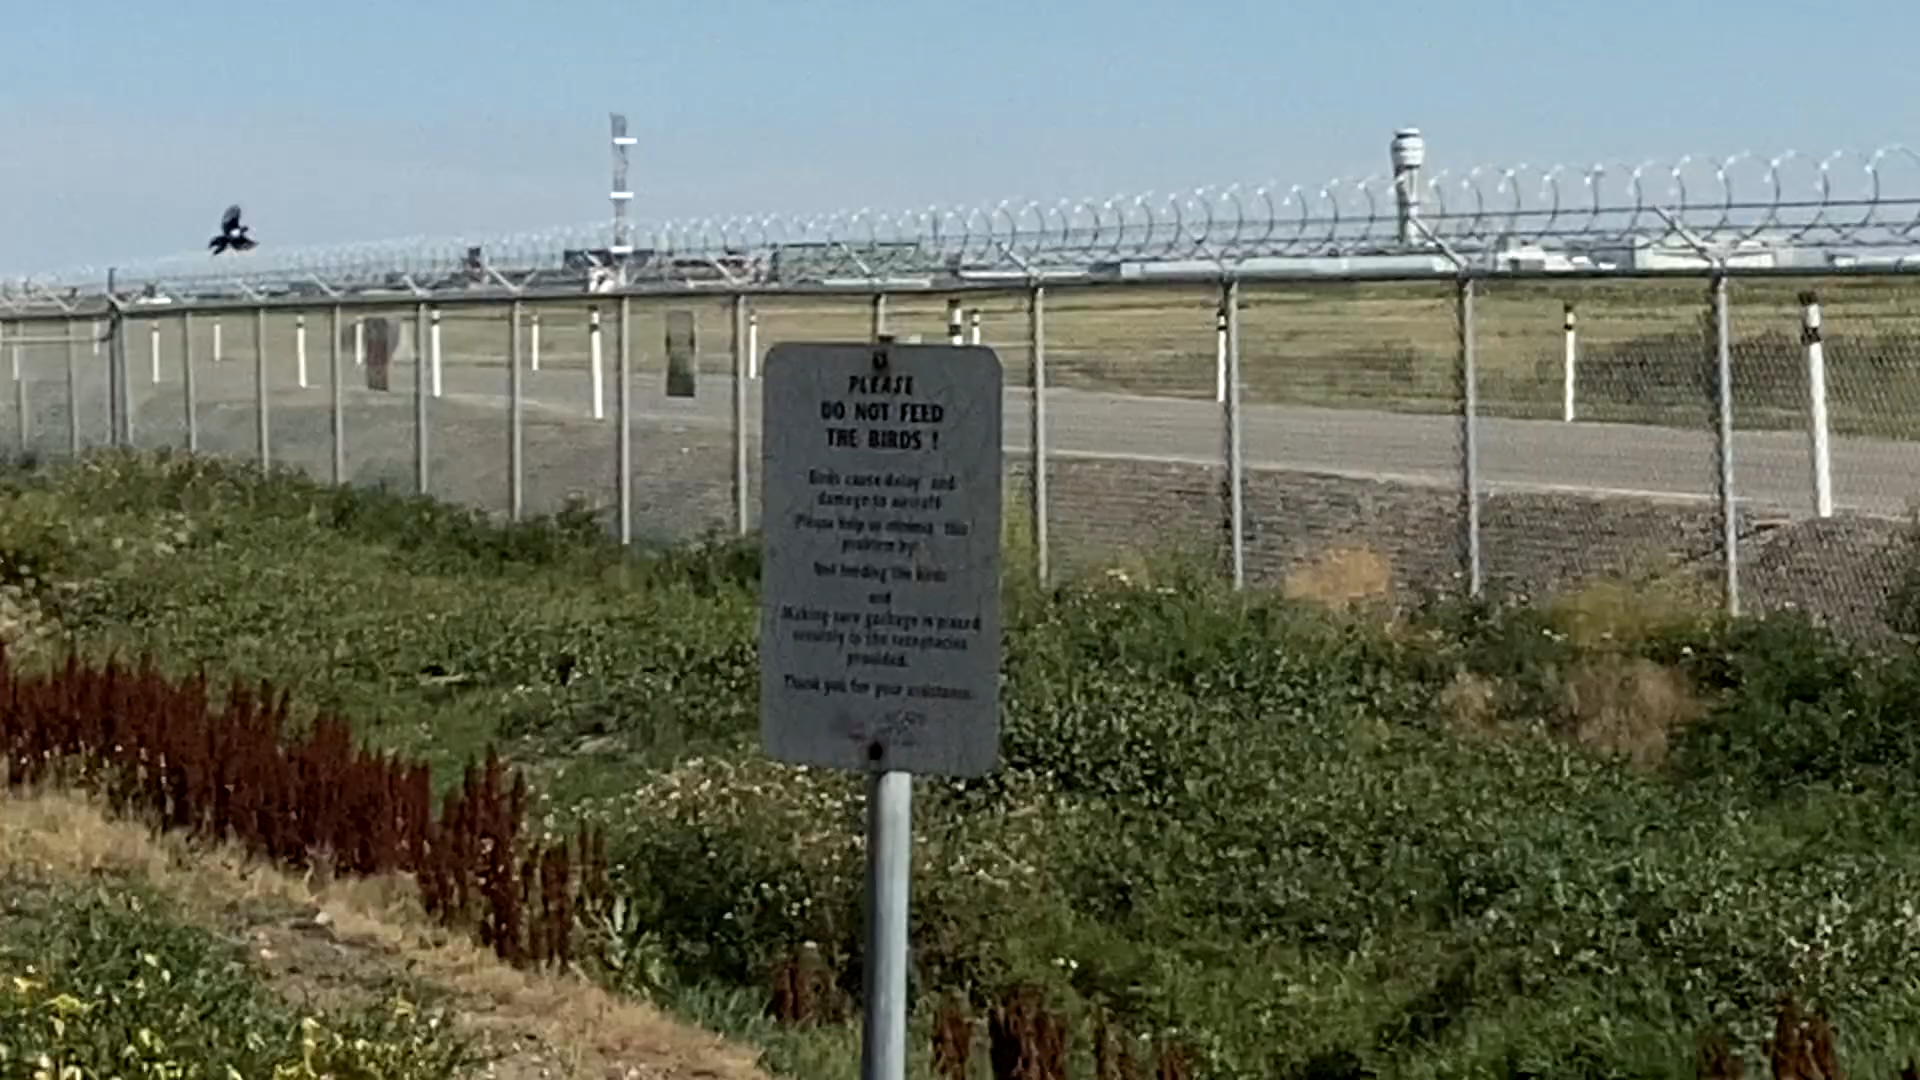 PLEASE
DO NOT FEED
THE BIRDS !
Birds cause delay and
damage to aircraft
Please help us minimize this
problem by:
Not feeding the birds
and
Making sure garbage is placed
securely in the receptacles
provided.
Thank you for your assistance.